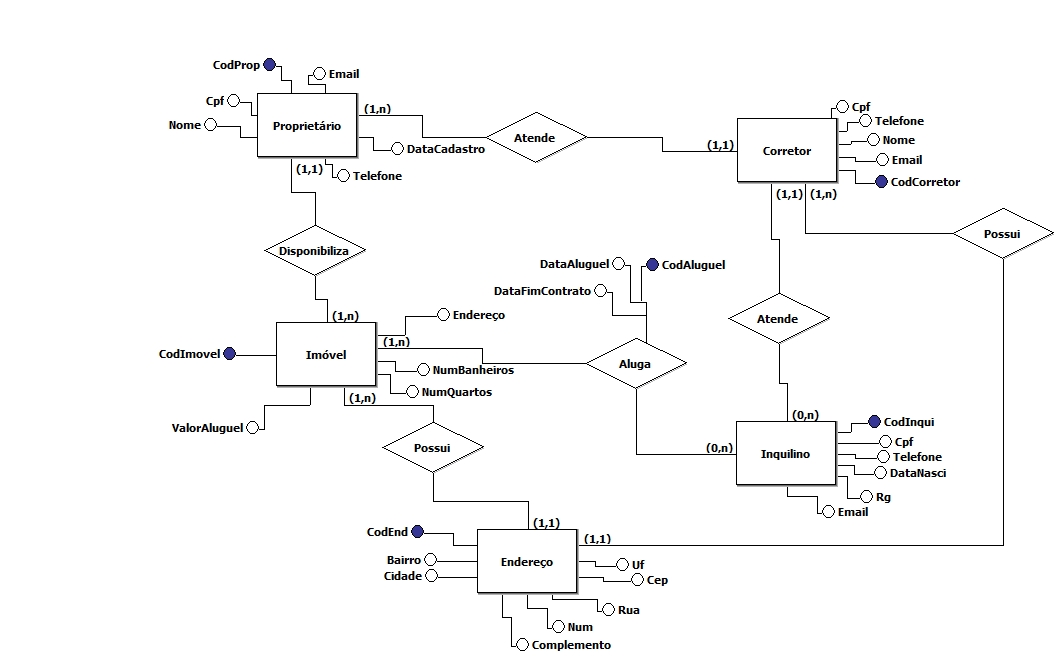 CodProp
Email
Cpf
Nome
Proprietário
(1,n)
DataCadastro
(1,1)
Telefone
Atende
(1,1)
Corretor
Cpf
Telefone
Nome
Email
CodCorretor
(1,1)
(1,n)
Possui
Disponibiliza
DataAluguel
CodAluguel
DataFimContrato
(1,n)
Endereço
Atende
(1,n)
CodImovel
Imóvel
Aluga
NumBanheiros
NumQuartos
(1,n)
ValorAluguel
Possui
(0,n)
CodInqui
(0,n)
Inquilino
Cpf
Telefone
DataNasci
Rg
Email
(1,1)
CodEnd
(1,1)
Bairro
Endereço
Uf
Cidade
Cep
Rua
Num
Complemento